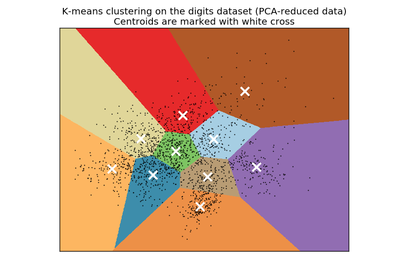 K-means clustering on the digits dataset (PCA-reduced data)
Centroids are marked with white cross